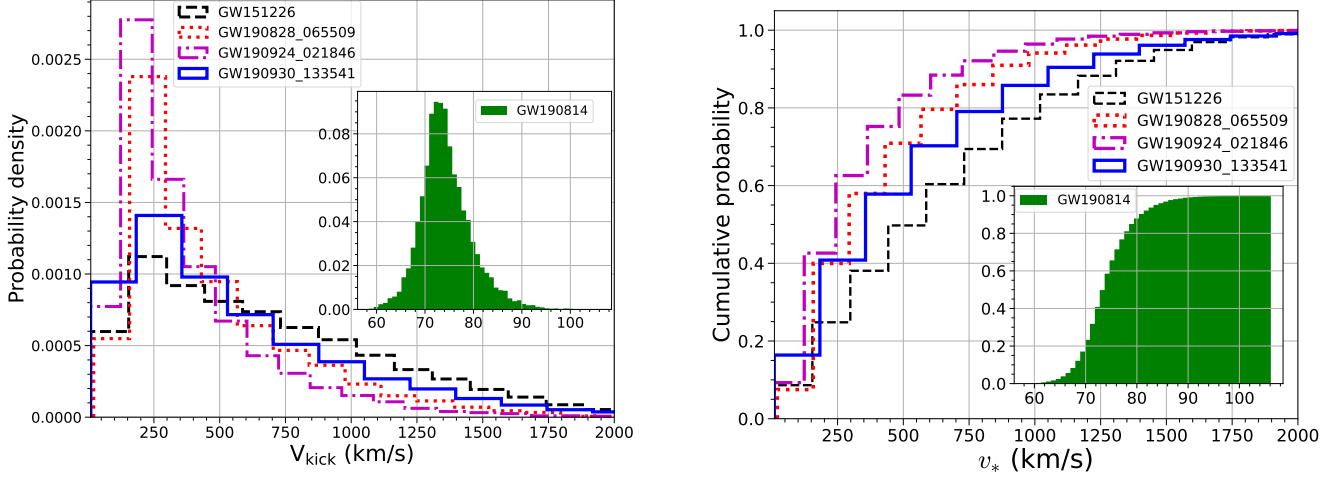 GW151226
GW190828_065509
GW190924_021846
GW190930_133541
GW190814
0.08
0.06
0.04
0.02
0.00
60 70 80 90 100
0.0025
0.0020
0.0015
0.0010
0.0005
0.0000
250 500 750 1000 1250 1500 1750 2000
Probability density
V_kick (km/s)
1.0
0.8
0.6
0.4
0.2
0.0
250 500 750 1000 1250 1500 1750 2000
Cumulative probability
v_* (km/s)
GW151226
GW190828_065509
GW190924_021846
GW190930_133541
GW190814
1.0
0.8
0.6
0.4
0.2
0.0
60 70 80 90 100